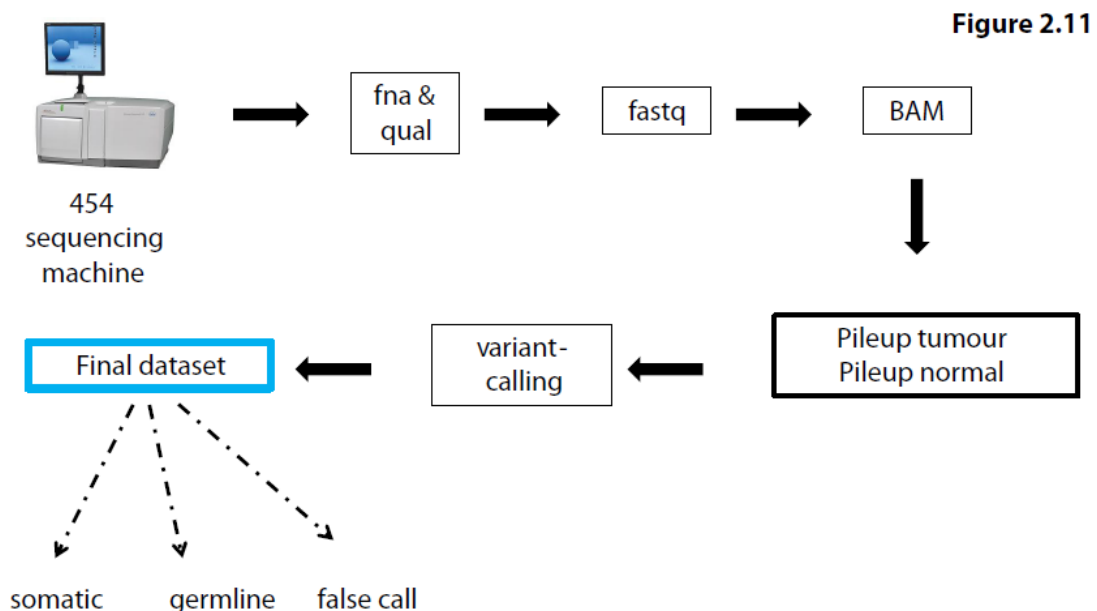 Figure 2.11
454
sequencing
machine
fna &
qual
fastq
BAM
Pileup tumour
Pileup normal
variant-
calling
Final dataset
somatic
germline
false call